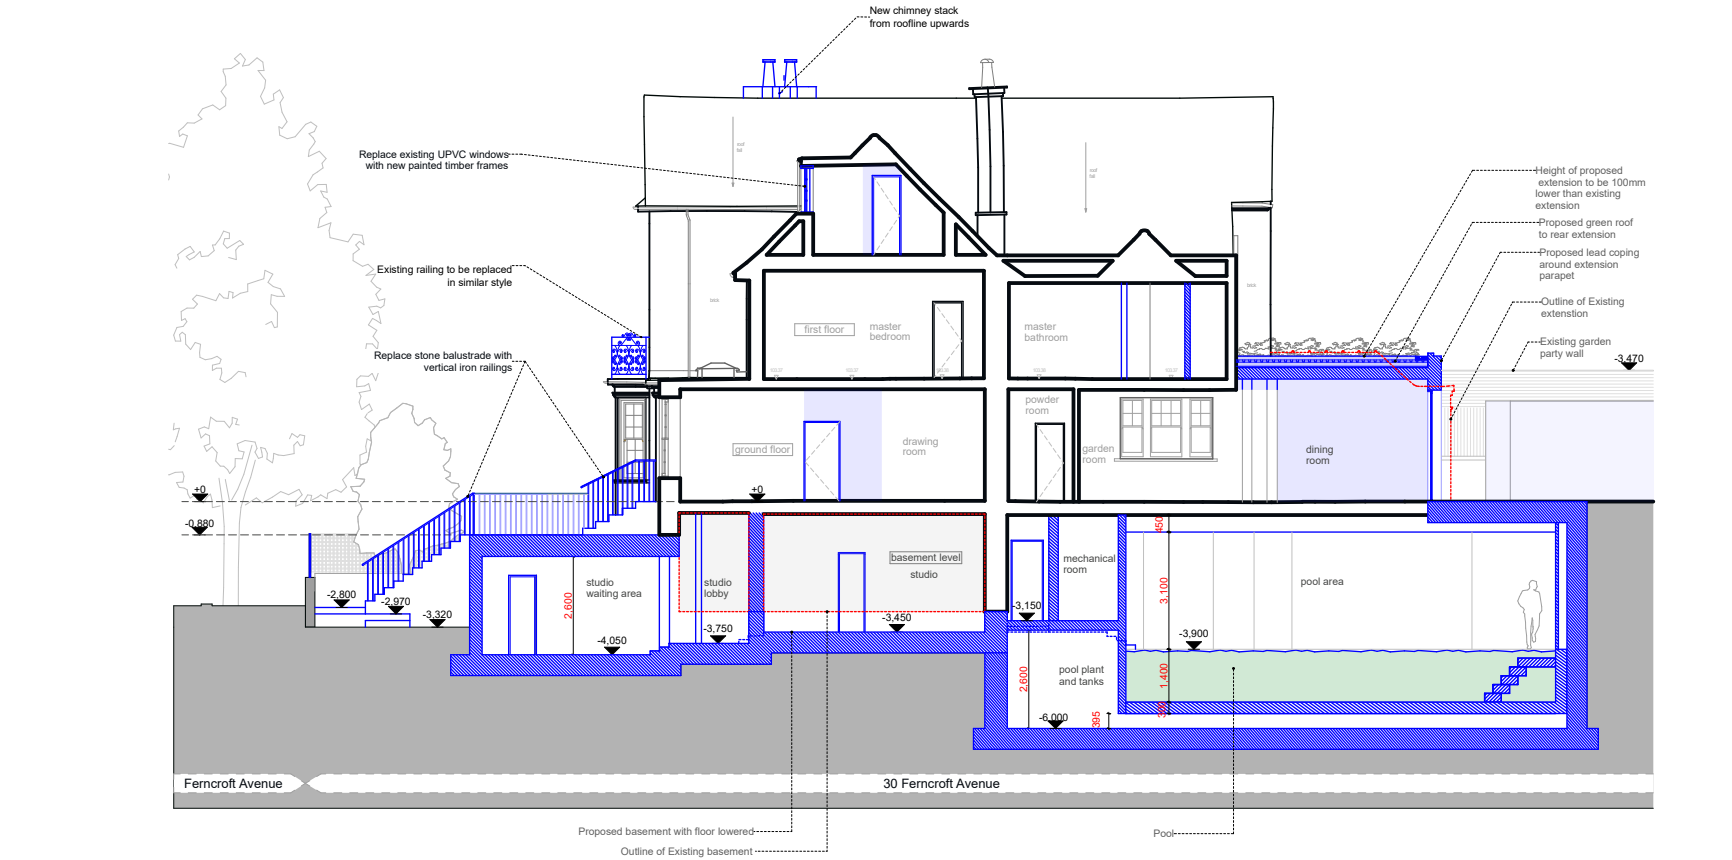 New chimney stack
from roofline upwards
Replace existing UPVC windows
with new painted timber frames
roof
fall
roof
fall
Height of proposed
extension to be 100mm
lower than existing
extension
Proposed green roof
to rear extension
Proposed lead coping
around extension
parapet
Outline of Existing
extenstion
Existing garden
party wall
-3,470
Existing railing to be replaced
in similar style
Replace stone balustrade with
vertical iron railings
first floor
master
bedroom
master
bathroom
powder
room
ground floor
drawing
room
garden
room
dining
room
+0
+0
-0,880
450
basement level
studio
mechanical
room
pool area
studio
waiting area
studio
lobby
2,600
3,100
-2,800
-2,970
-3,320
-3,150
-3,750
-3,450
-3,900
-4,050
pool plant
and tanks
2,600
1,400
395
-6,000
Ferncroft Avenue
30 Ferncroft Avenue
Proposed basement with floor lowered
Outline of Existing basement
Pool